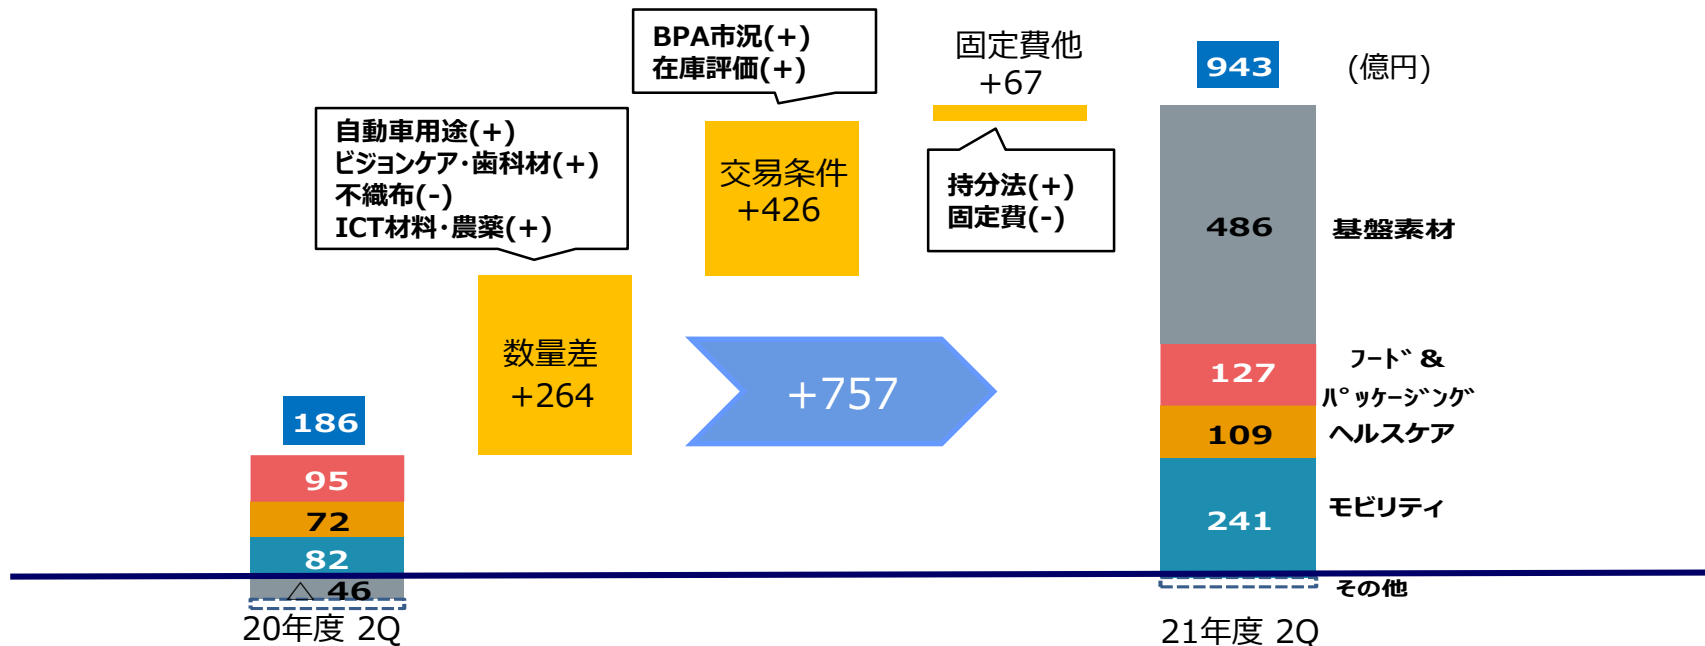 BPA市況(+)
在庫評価(+)
固定費他
+67
943
(億円)
自動車用途(+)
ビジョンケア・歯科材(+)
不織布(-)
ICT材料・農薬(+)
交易条件
+426
持分法(+)
固定費(-)
486
基盤素材
数量差
+264
+757
127
フード &
パッケージング
186
109
ヘルスケア
95
72
82
△ 46
241
モビリティ
その他
20年度 2Q
21年度 2Q